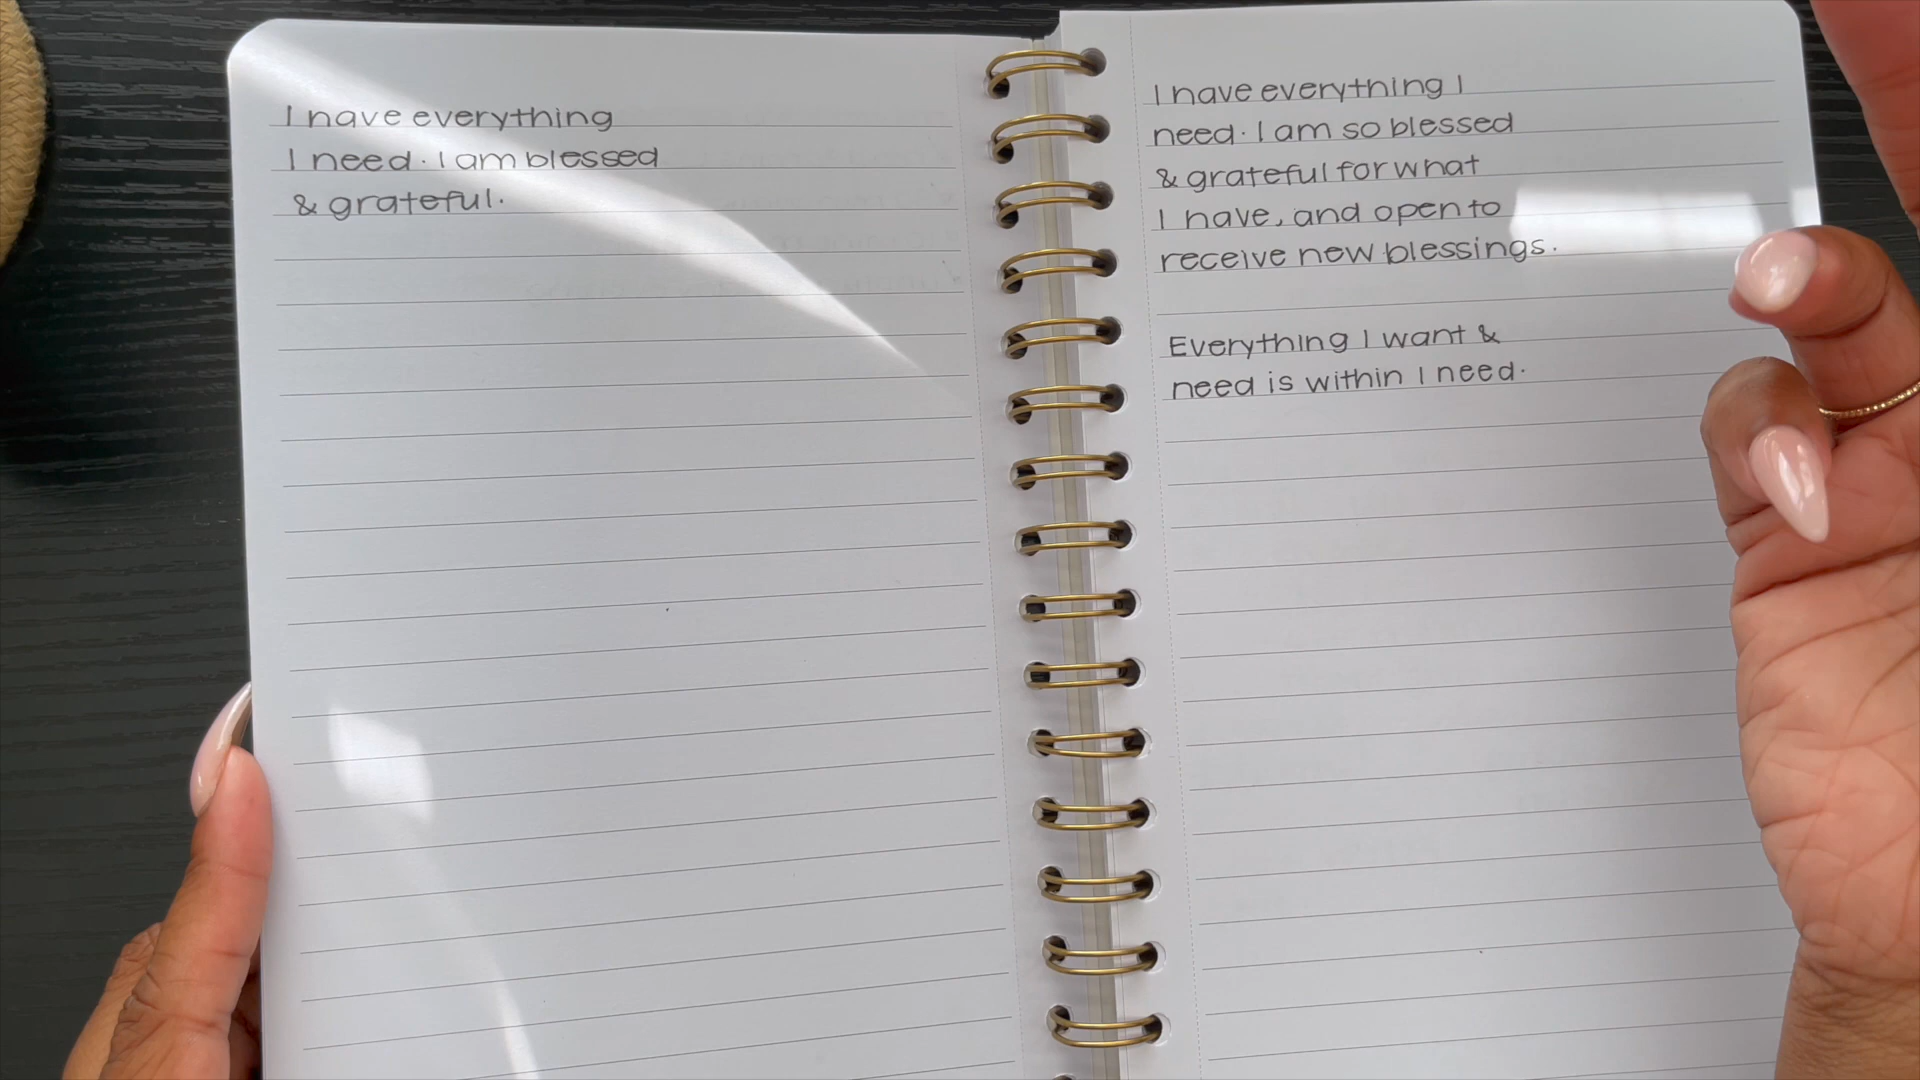 I have everything
I need. I am blessed
& grateful.
I have everything I
need. I am so blessed
& grateful for what
I have, and open to
receive new blessings.
Everything I want &
need is within I need.